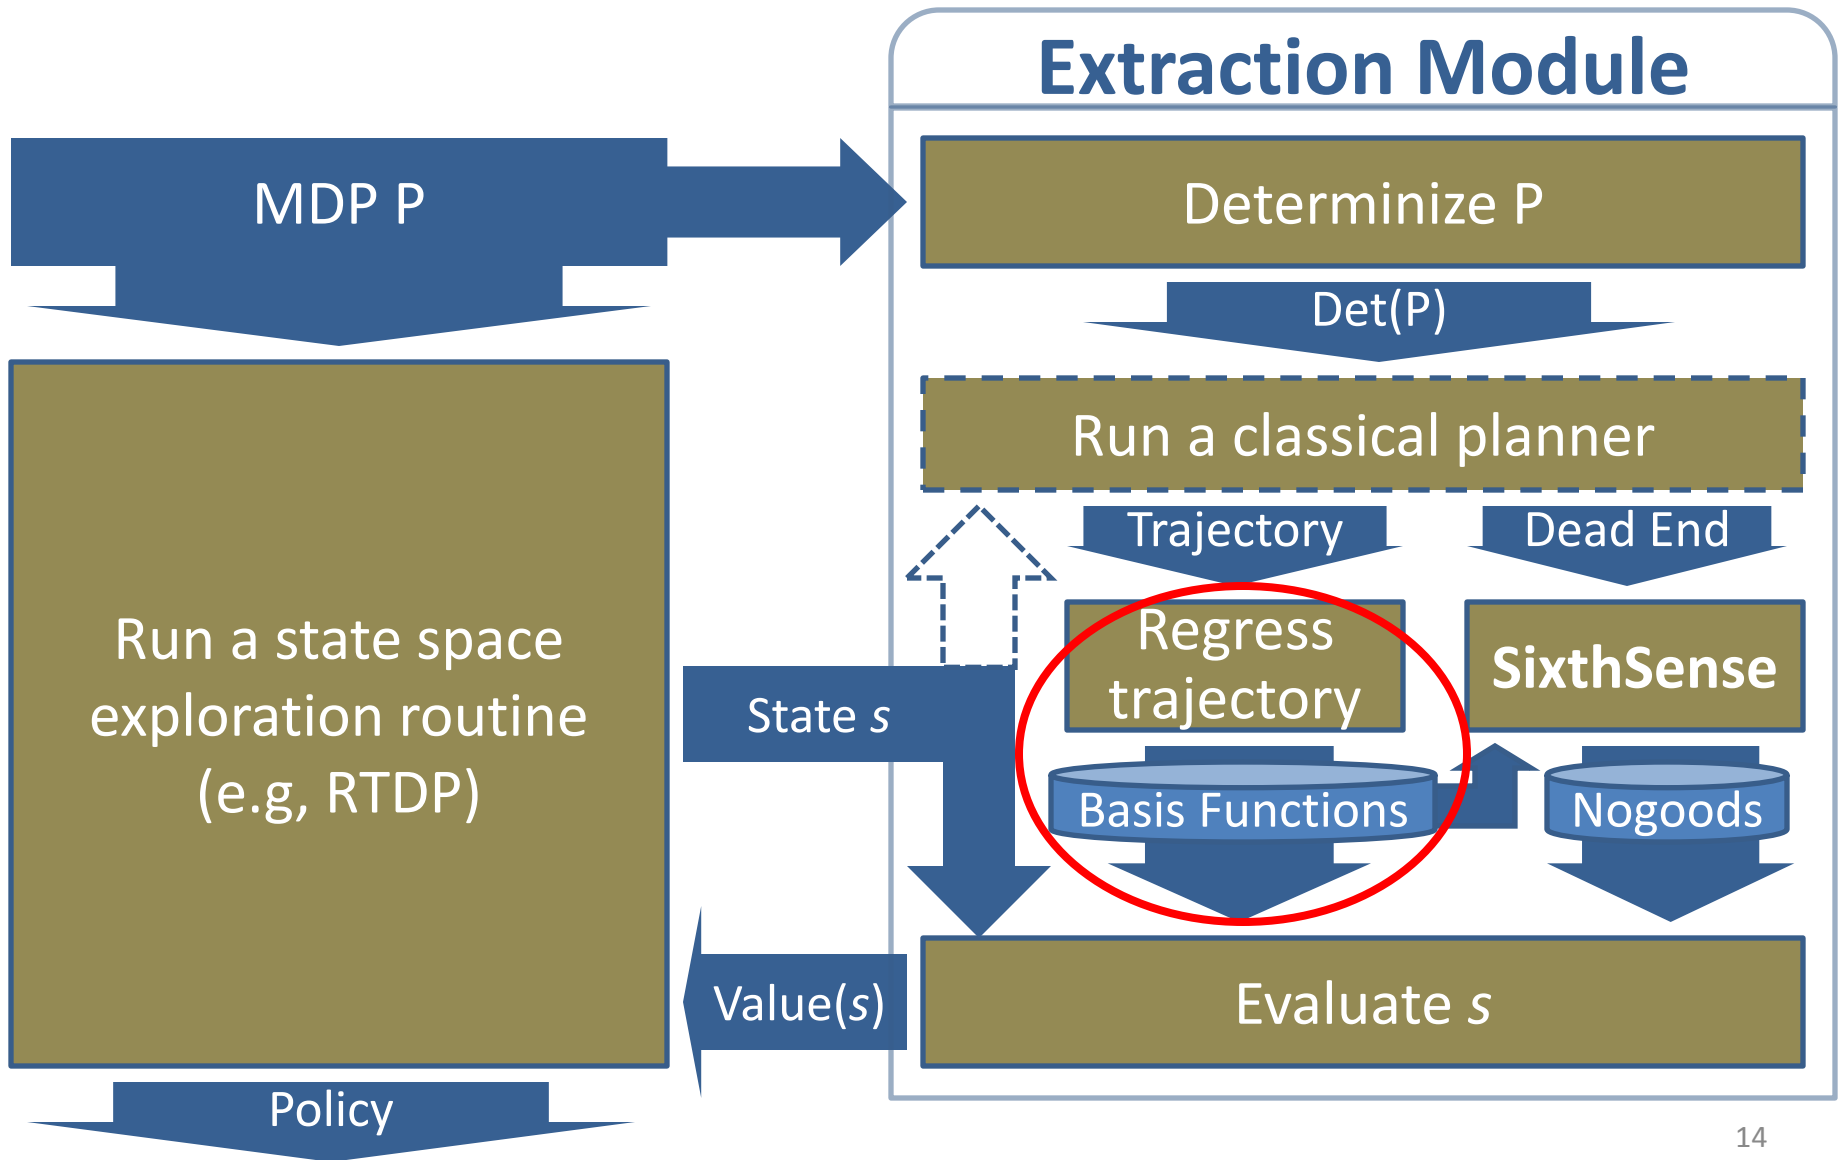 Extraction Module
MDP P
Determinize P
Det(P)
Run a classical planner
Trajectory
Dead End
Run a state space
exploration routine
(e.g, RTDP)
State s
Regress
trajectory
SixthSense
Basis Functions
Nogoods
Value(s)
Evaluate s
Policy
14